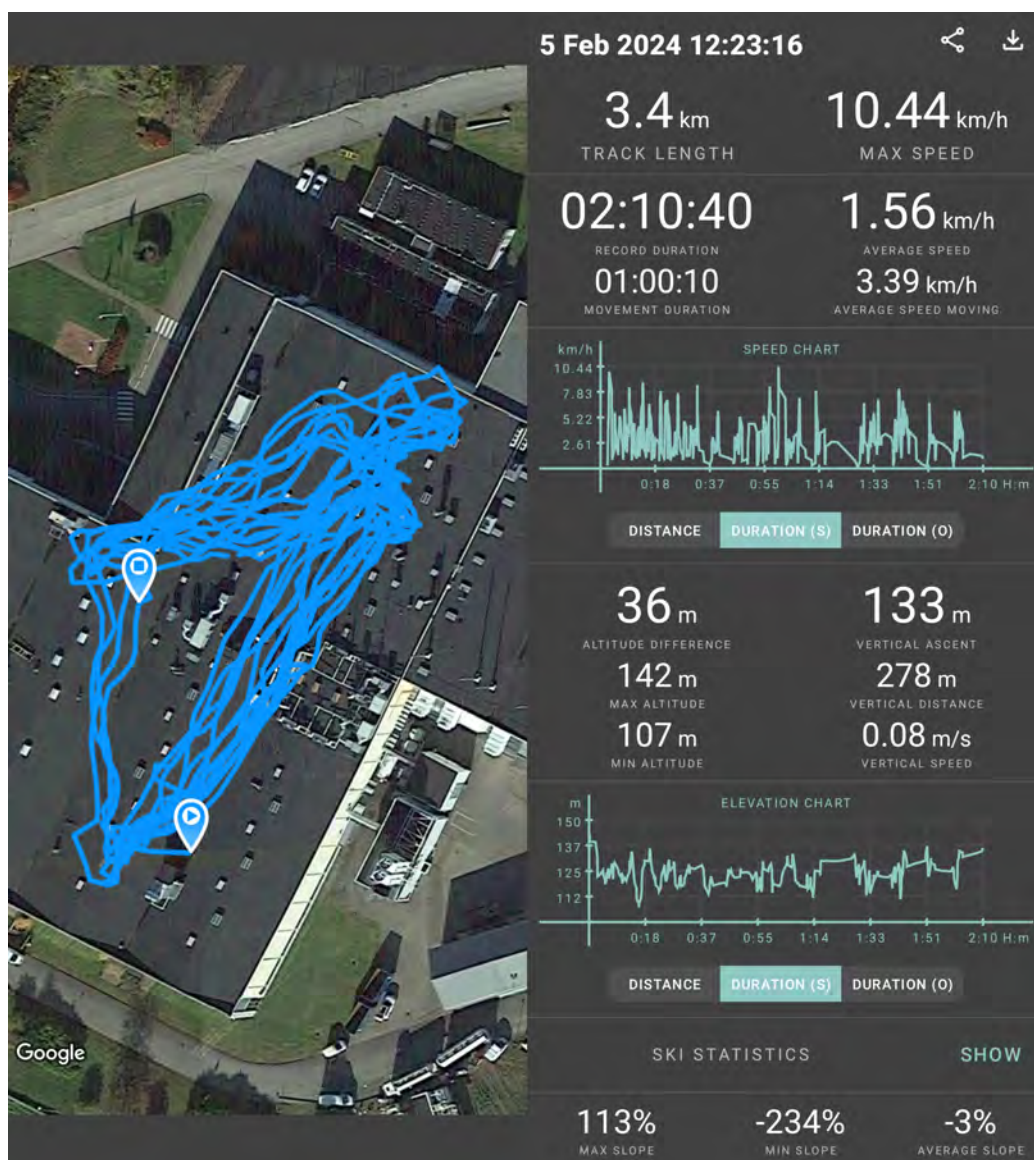 5 Feb 2024 12:23:16
3.4 km
10.44 km/h
TRACK LENGTH
MAX SPEED
02:10:40
1.56 km/h
RECORD DURATION
AVERAGE SPEED
01:00:10
3.39 km/h
MOVEMENT DURATION
AVERAGE SPEED MOVING
km/h
SPEED CHART
10.44
7.83
5.22
2.61
0:18 0:37 0:55 1:14 1:33 1:51 2:10 H:m
DISTANCE DURATION (S) DURATION (O)
36 m
133 m
ALTITUDE DIFFERENCE
VERTICAL ASCENT
142 m
278 m
MAX ALTITUDE
VERTICAL DISTANCE
107 m
0.08 m/s
MIN ALTITUDE
VERTICAL SPEED
m
ELEVATION CHART
150
137
125
112
0:18 0:37 0:55 1:14 1:33 1:51 2:10 H:m
DISTANCE DURATION (S) DURATION (O)
SKI STATISTICS
SHOW
113%
-234%
-3%
MAX SLOPE
MIN SLOPE
AVERAGE SLOPE
Google